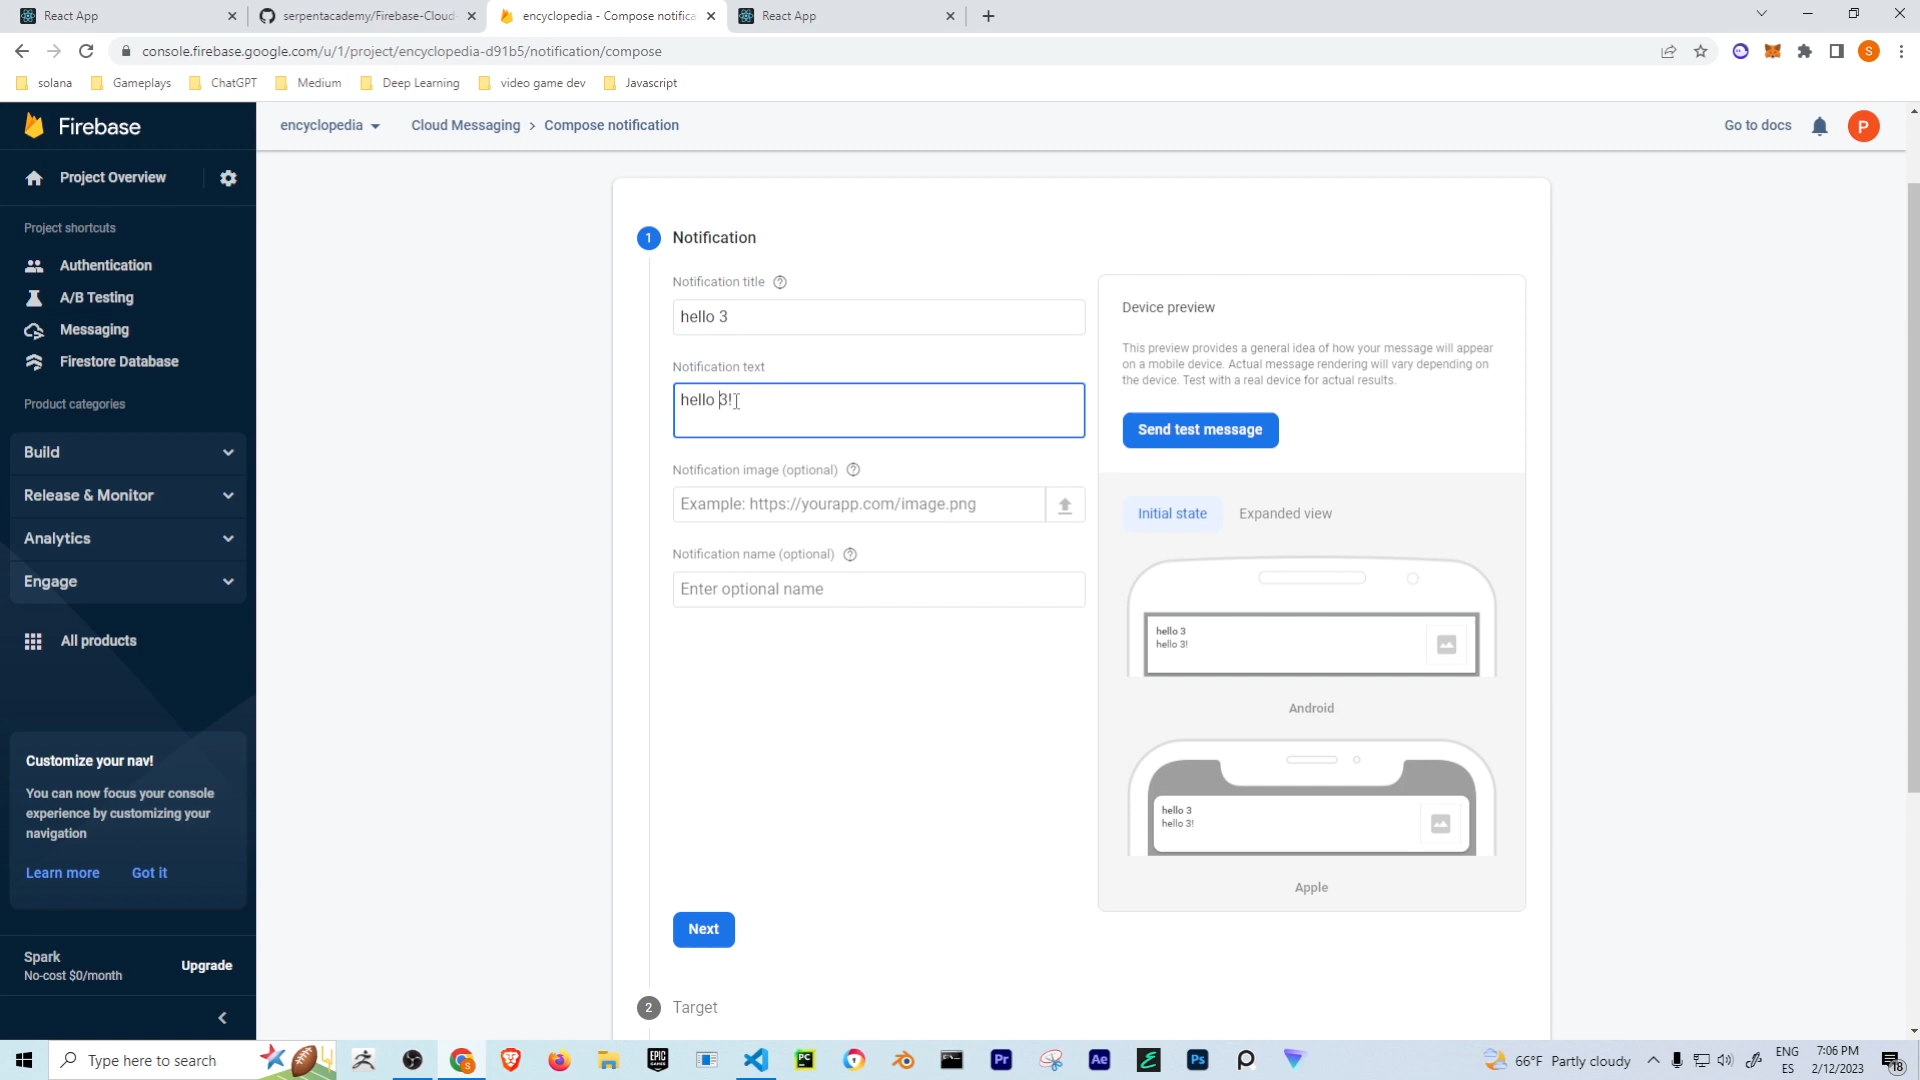 React App
serpentacademy/Firebase-Cloud-
encyclopedia - Compose notifica
React App
console.firebase.google.com/u/1/project/encyclopedia-d91b5/notification/compose
S
solana
Gameplays
ChatGPT
Medium
Deep Learning
video game dev
Javascript
Firebase
encyclopedia
Cloud Messaging > Compose notification
Go to docs
P
Project Overview
Project shortcuts
Authentication
A/B Testing
Messaging
Firestore Database
Product categories
Build
Release & Monitor
Analytics
Engage
All products
Customize your nav!
You can now focus your console
experience by customizing your
navigation
Learn more
Got it
Spark
No-cost $0/month
Upgrade
1
Notification
Notification title
hello 3
Notification text
hello 3!
Notification image (optional)
Example: https://yourapp.com/image.png
Notification name (optional)
Enter optional name
Next
2
Target
Device preview
This preview provides a general idea of how your message will appear
on a mobile device. Actual message rendering will vary depending on
the device. Test with a real device for actual results.
Send test message
Initial state
Expanded view
hello 3
hello 3!
Android
hello 3
hello 3!
Apple
Type here to search
EPIC
GAMES
PC
Pr
Ae
Ps
66°F Partly cloudy
ENG
ES
7:06 PM
2/12/2023
18